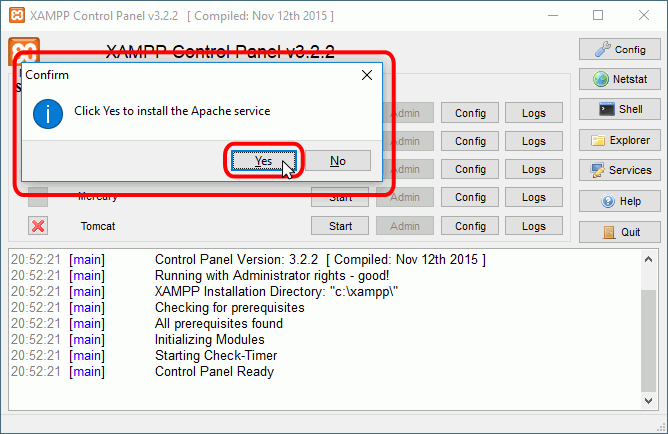 XAMPP Control Panel v3.2.2 [ Compiled: Nov 12th 2015 ]
XAMPP Control Panel v3.2.2
Config
Confirm
Netstat
Click Yes to install the Apache service
Admin Config Logs
Shell
Config Logs
Explorer
Yes No
Config Logs
Services
Mercury Start Admin Config Logs
Help
Tomcat Start Admin Config Logs
Quit
20:52:21 [main] Control Panel Version: 3.2.2 [ Compiled: Nov 12th 2015 ]
20:52:21 [main] Running with Administrator rights - good!
20:52:21 [main] XAMPP Installation Directory: "c:\xampp\"
20:52:21 [main] Checking for prerequisites
20:52:21 [main] All prerequisites found
20:52:21 [main] Initializing Modules
20:52:21 [main] Starting Check-Timer
20:52:21 [main] Control Panel Ready